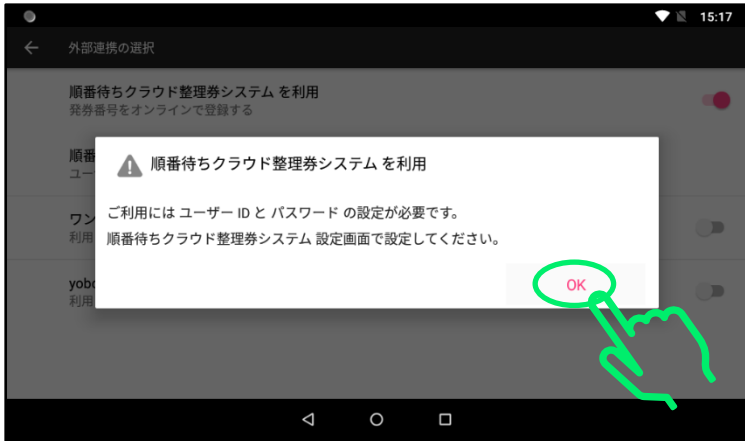 15:17
外部連携の選択
順番待ちクラウド整理券システム を利用
発券番号をオンラインで登録する
順番
ユー
順番待ちクラウド整理券システム を利用
ご利用には ユーザー ID と パスワード の設定が必要です。
順番待ちクラウド整理券システム 設定画面で設定してください。
ワン
利用
OK
yobo
利用